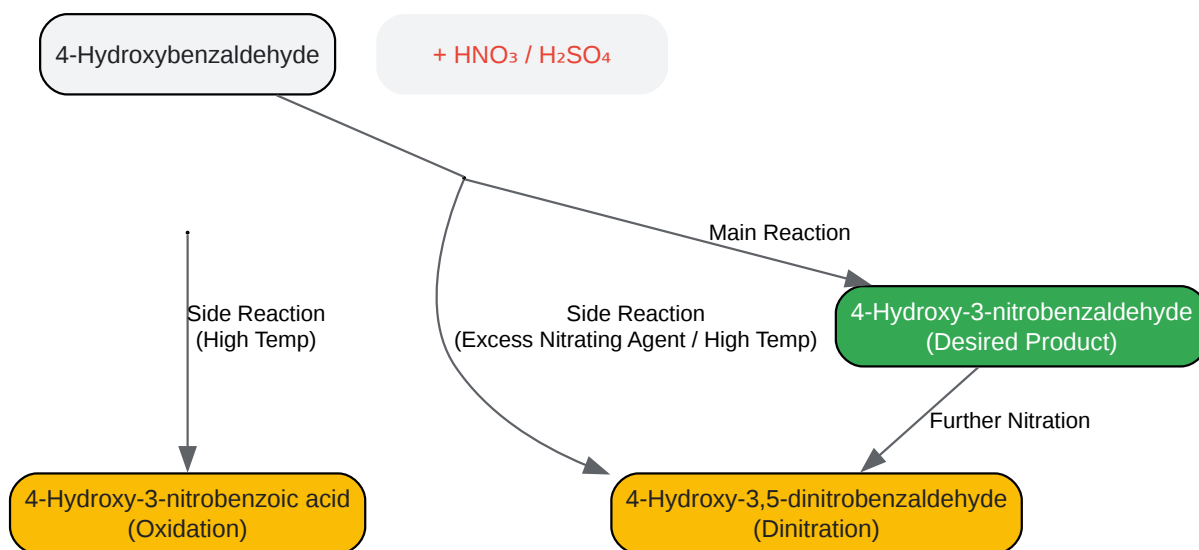 4-Hydroxybenzaldehyde
+ HNO₃ / H₂SO₄
Main Reaction
Side Reaction
(High Temp)
Side Reaction
(Excess Nitrating Agent / High Temp)
4-Hydroxy-3-nitrobenzaldehyde
(Desired Product)
Further Nitration
4-Hydroxy-3-nitrobenzoic acid
(Oxidation)
4-Hydroxy-3,5-dinitrobenzaldehyde
(Dinitration)